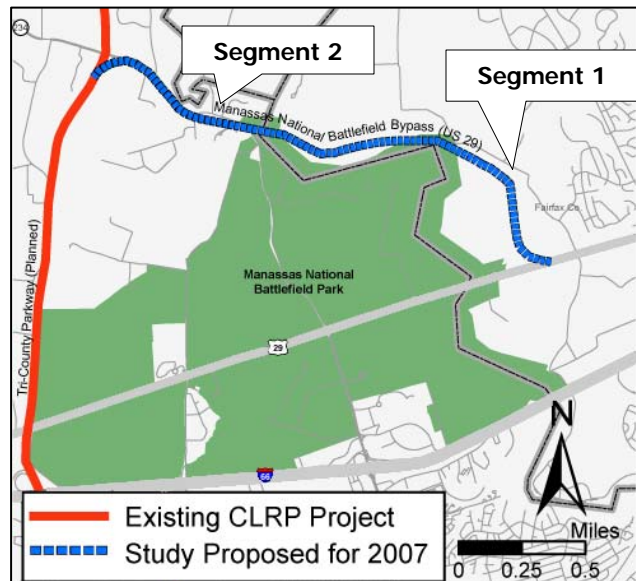 234
Segment 2
Segment 1
Manassas National Battlefield Bypass (US 29)
Fairfax Co.
Tri-County Parkway (Planned)
Manassas National
Battlefield Park
29
66
N
Existing CLRP Project
Study Proposed for 2007
Miles
0 0.25 0.5